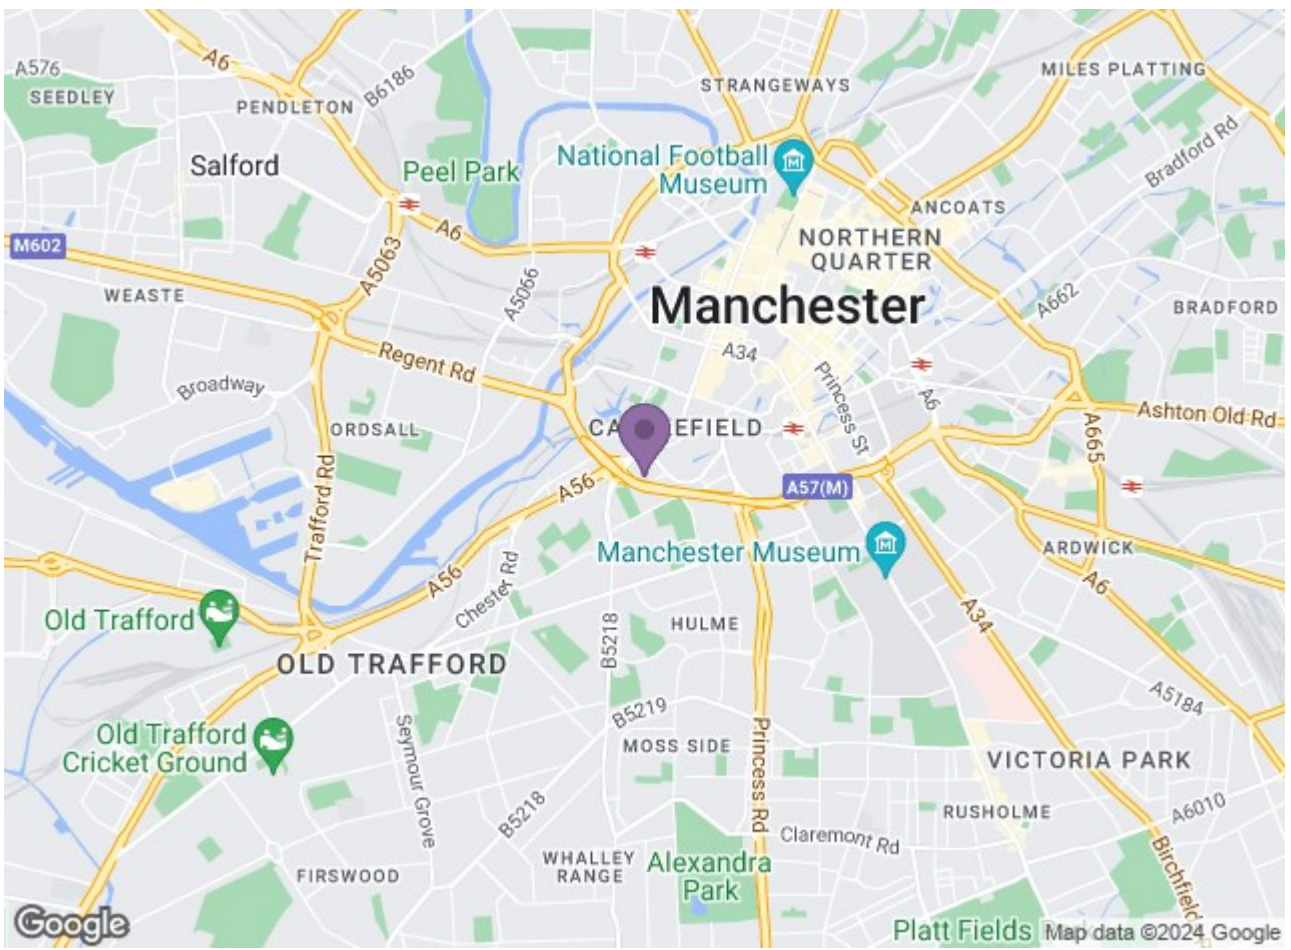 A6
MILES PLATTING
A576
SEEDLEY
STRANGEWAYS
B6186
PENDLETON
Bradford Rd
National Football
Museum
Salford
Peel Park
ANCOATS
A6
NORTHERN
QUARTER
M602
A5063
A5066
WEASTE
A662
BRADFORD
Manchester
A34
Regent Rd
Broadway
Princess St
A6
Ashton Old Rd
ORDSALL
A665
Trafford Rd
A56
A57(M)
Manchester Museum
ARDWICK
A56
Chester Rd
A6
Old Trafford
HULME
B5218
A34
OLD TRAFFORD
A5184
B5219
Old Trafford
Cricket Ground
Seymour Grove
MOSS SIDE
Princess Rd
VICTORIA PARK
B5218
RUSHOLME
A6010
Claremont Rd
WHALLEY
RANGE
Alexandra
Park
FIRSWOOD
Google
Platt Fields
Map data ©2024 Google